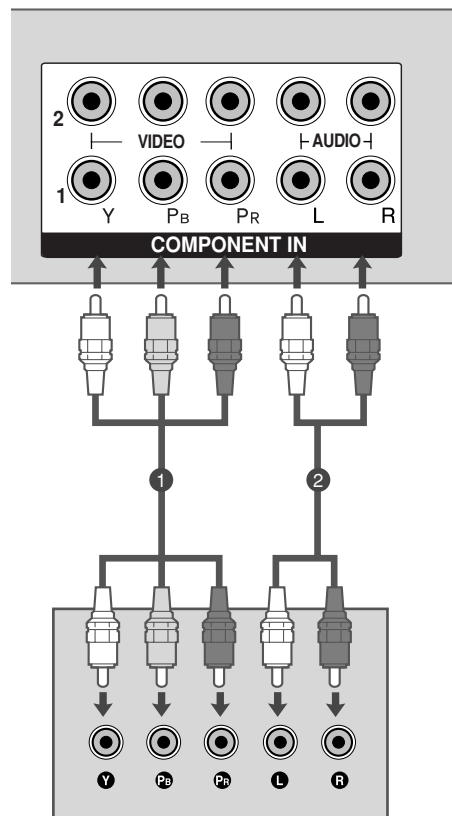 2
VIDEO AUDIO
1
Y PB PR L R
COMPONENT IN
1 2
Y PB PR L R